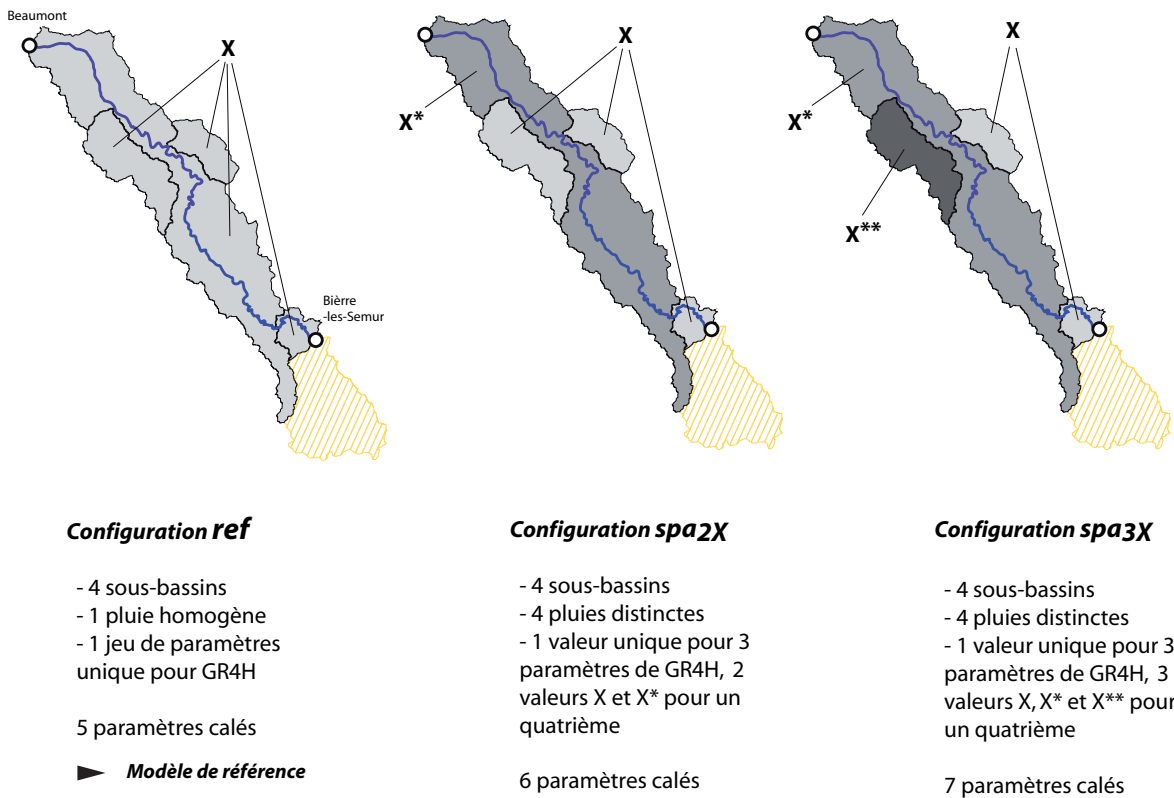 Beaumont
X
Bièrre
-les-Semur
X
X*
X
X*
X**
Configuration ref
- 4 sous-bassins
- 1 pluie homogène
- 1 jeu de paramètres
unique pour GR4H
5 paramètres calés
► Modèle de référence
Configuration spa2X
- 4 sous-bassins
- 4 pluies distinctes
- 1 valeur unique pour 3
paramètres de GR4H, 2
valeurs X et X* pour un
quatrième
6 paramètres calés
Configuration spa3X
- 4 sous-bassins
- 4 pluies distinctes
- 1 valeur unique pour 3
paramètres de GR4H, 3
valeurs X, X* et X** pour
un quatrième
7 paramètres calés